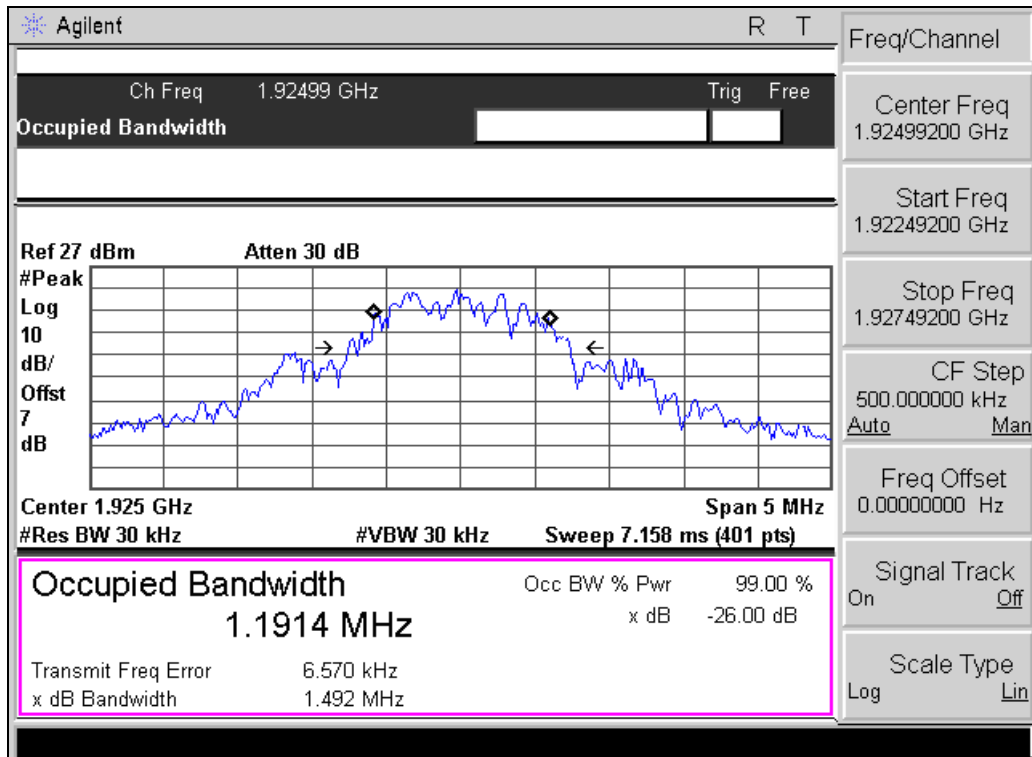 Agilent R T
Ch Freq 1.92499 GHz Trig Free
Occupied Bandwidth
Ref 27 dBm Atten 30 dB
#Peak
Log
10
dB/
Offst
7
dB
Center 1.925 GHz Span 5 MHz
#Res BW 30 kHz #VBW 30 kHz Sweep 7.158 ms (401 pts)
Occupied Bandwidth
1.1914 MHz
Occ BW % Pwr 99.00 %
x dB -26.00 dB
Transmit Freq Error 6.570 kHz
x dB Bandwidth 1.492 MHz
Freq/Channel
Center Freq
1.92499200 GHz
Start Freq
1.92249200 GHz
Stop Freq
1.92749200 GHz
CF Step
500.000000 kHz
Auto Man
Freq Offset
0.00000000 Hz
Signal Track
On Off
Scale Type
Log Lin